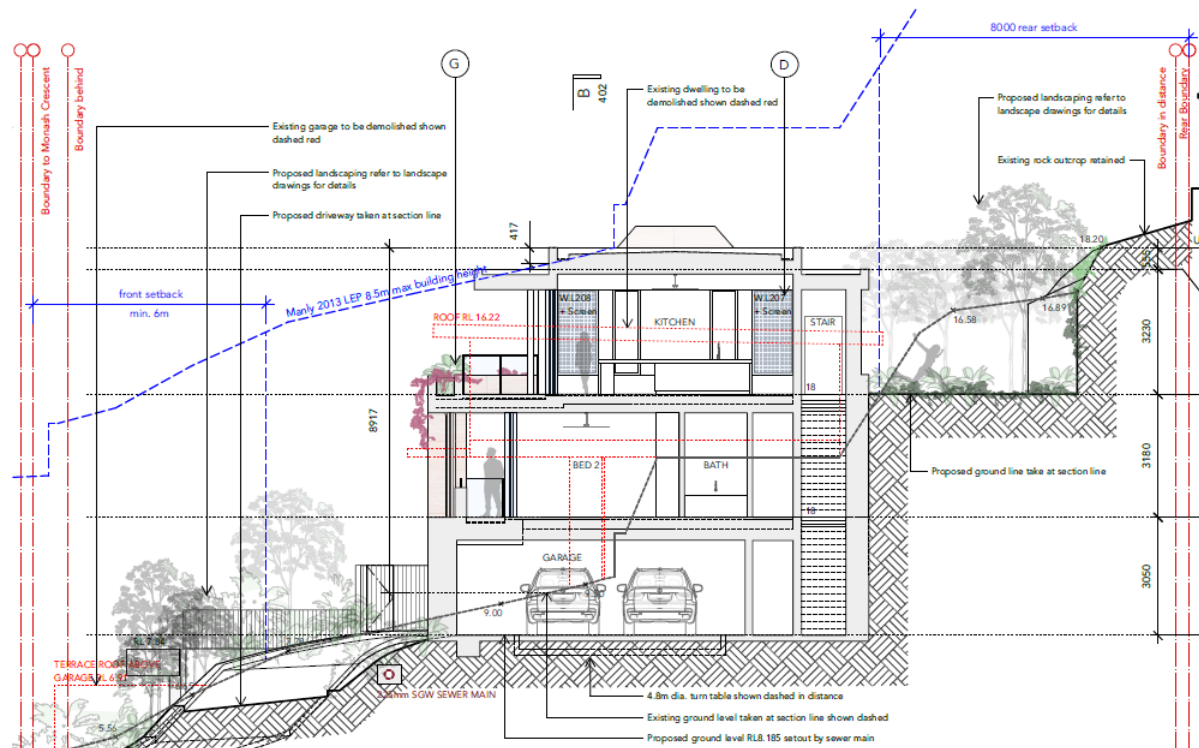 8000 rear setback
G
D
B
402
Existing dwelling to be
demolished shown dashed red
Boundary to Monash Crescent
Boundary behind
Existing garage to be demolished shown
dashed red
Proposed landscaping refer to landscape
drawings for details
Proposed driveway taken at section line
Proposed landscaping refer to
landscape drawings for details
Existing rock outcrop retained
Boundary in distance
Rear Boundary
417
18.20
front setback
min. 6m
Manly 2013 LEP 8.5m max building height
ROOF RL 16.22
W.L208
+ Screen
KITCHEN
W.L207
+ Screen
STAIR
16.58
16.891
3230
18
8917
BED 2
BATH
3180
Proposed ground line take at section line
18
GARAGE
9.00
3050
TERRACE ROOF ABOVE
225mm SGW SEWER MAIN
4.8m dia. turn table shown dashed in distance
Existing ground level taken at section line shown dashed
Proposed ground level RL8.185 setout by sewer main